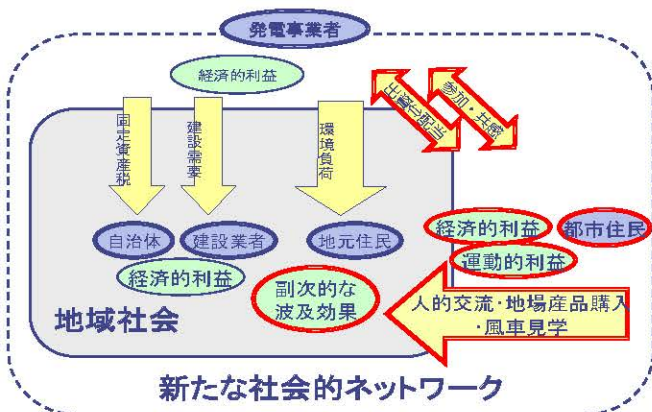 発電事業者
経済的利益
固定資産税
建設需要
環境負荷
出資台配当
参加・共感
自治体
建設業者
地元住民
経済的利益
経済的利益
都市住民
運動的利益
副次的な
波及効果
人的交流・地場産品購入
・風車見学
地域社会
新たな社会的ネットワーク